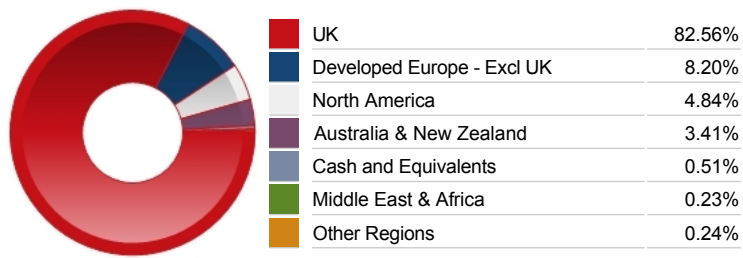 UK 82.56%
Developed Europe - Excl UK 8.20%
North America 4.84%
Australia & New Zealand 3.41%
Cash and Equivalents 0.51%
Middle East & Africa 0.23%
Other Regions 0.24%